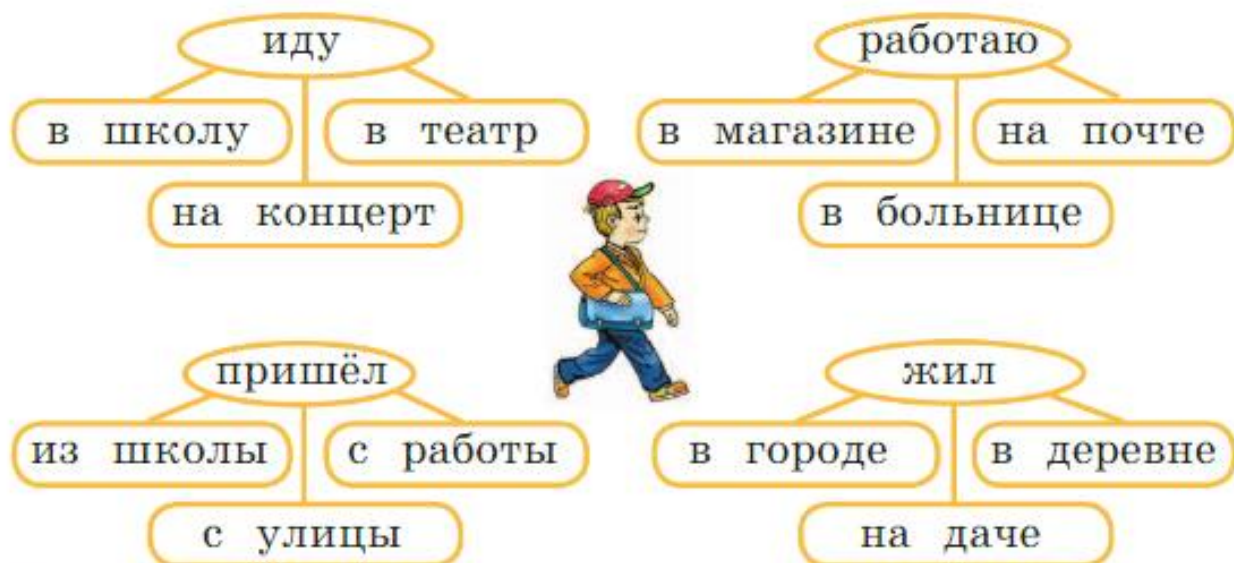 иду
в школу
в театр
на концерт
работаю
в магазине
на почте
в больнице
пришёл
из школы
с работы
с улицы
жил
в городе
в деревне
на даче